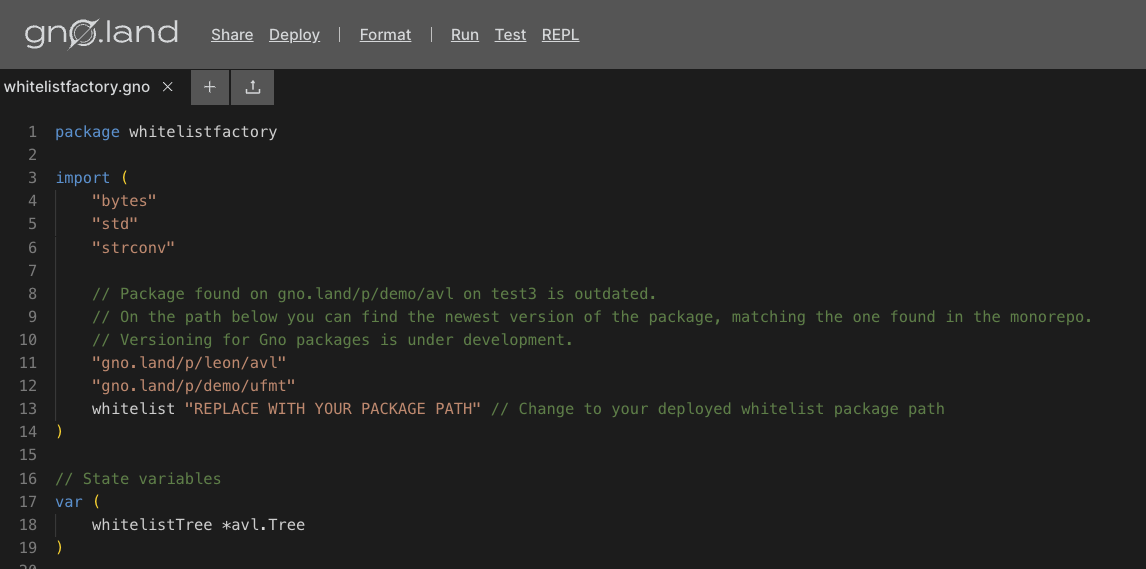 gno.land Share Deploy | Format | Run Test REPL
whitelistfactory.gno × +
1 package whitelistfactory
2
3 import (
4 "bytes"
5 "std"
6 "strconv"
7
8 // Package found on gno.land/p/demo/avl on test3 is outdated.
9 // On the path below you can find the newest version of the package, matching the one found in the monorepo.
10 // Versioning for Gno packages is under development.
11 "gno.land/p/leon/avl"
12 "gno.land/p/demo/ufmt"
13 whitelist "REPLACE WITH YOUR PACKAGE PATH" // Change to your deployed whitelist package path
14 )
15
16 // State variables
17 var (
18 whitelistTree *avl.Tree
19 )